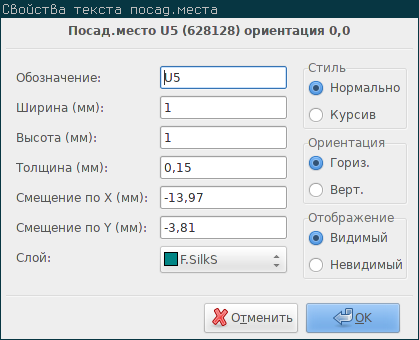 Свойства текста посад.места
Посад.место U5 (628128) ориентация 0,0
Обозначение: U5
Ширина (мм): 1
Высота (мм): 1
Толщина (мм): 0,15
Смещение по X (мм): -13,97
Смещение по Y (мм): -3,81
Слой: F.SilkS
Стиль
Нормально
Курсив
Ориентация
Гориз.
Верт.
Отображение
Видимый
Невидимый
Отменить
OK